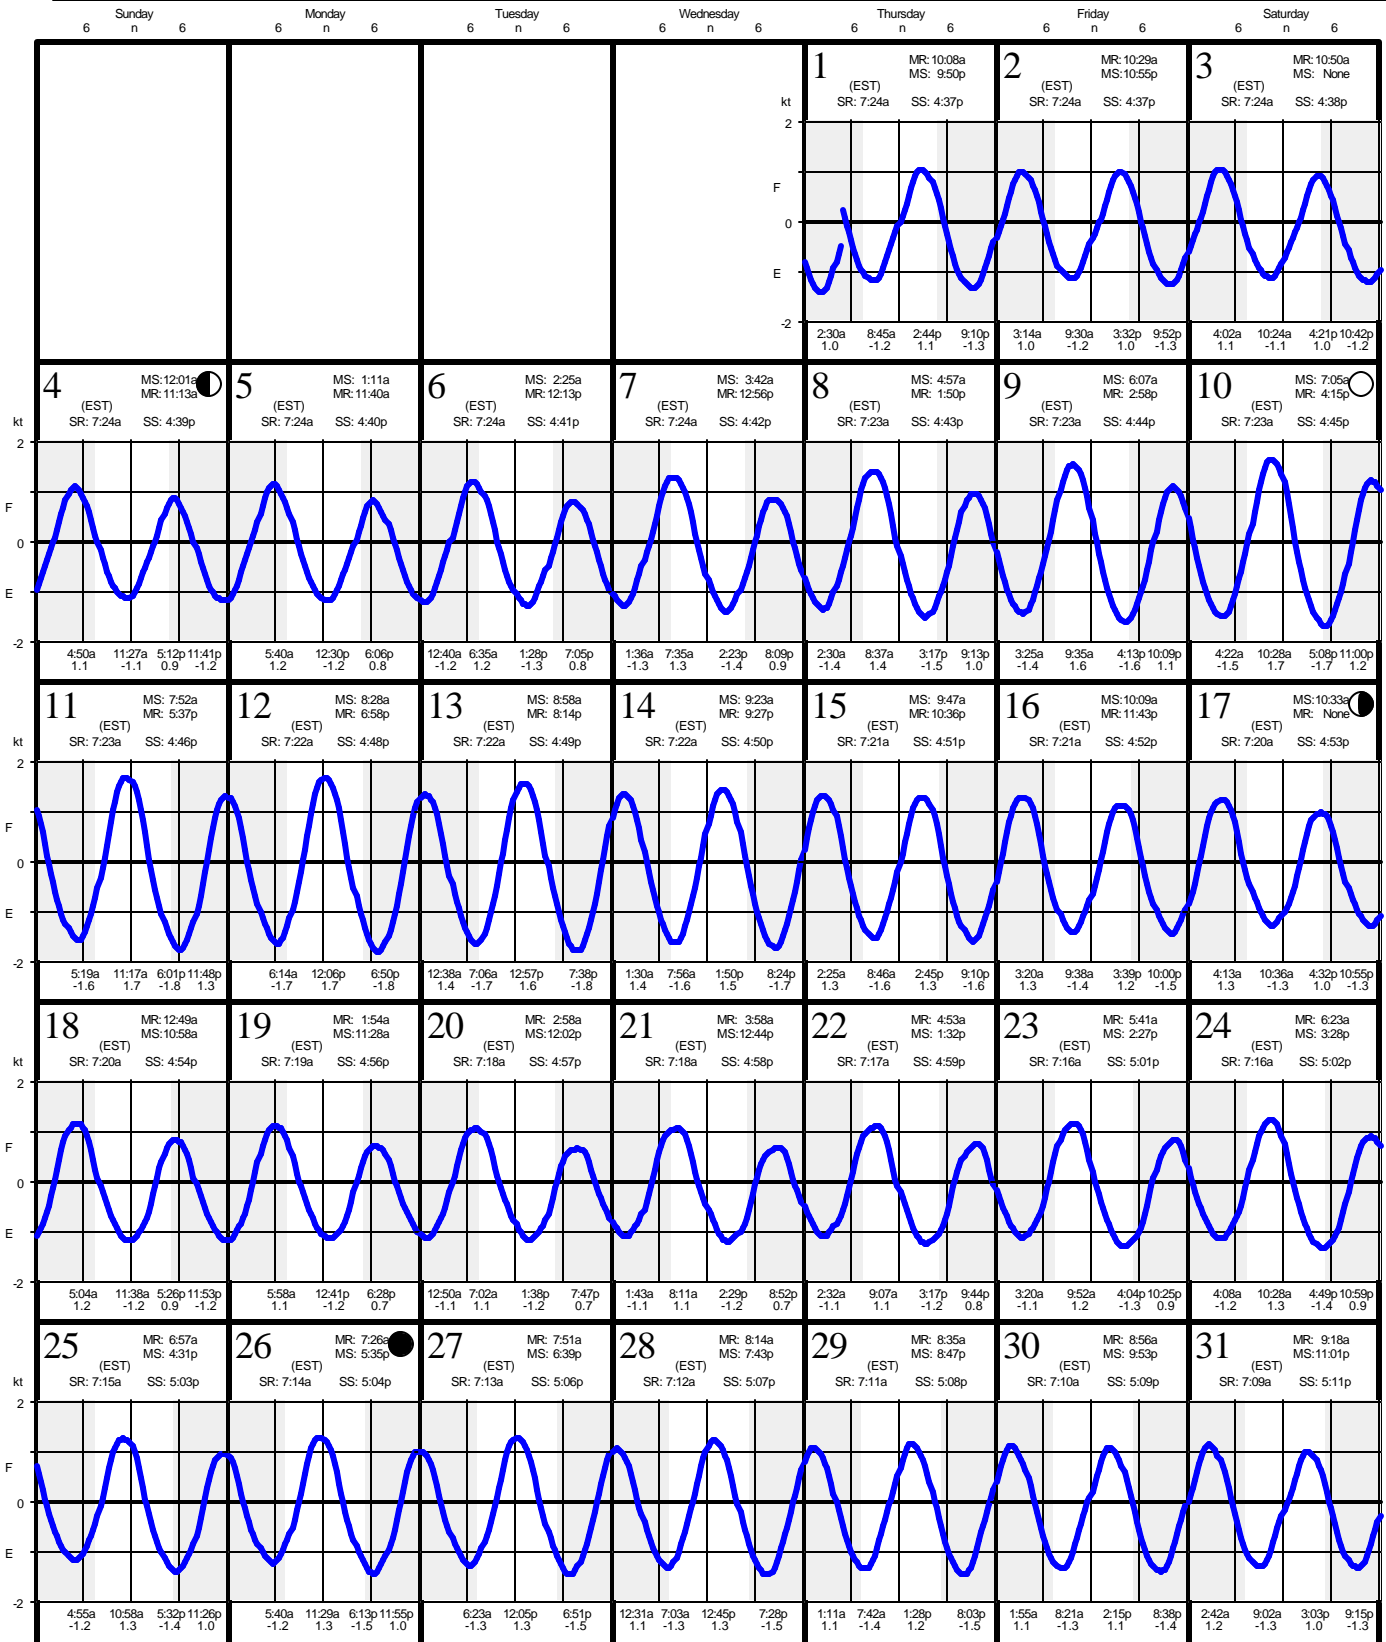 Sunday Monday Tuesday Wednesday Thursday Friday Saturday
6 n 6 6 n 6 6 n 6 6 n 6 6 n 6 6 n 6 6 n 6
1 MR: 10:08a 2 MR: 10:29a 3 MR: 10:50a
MS: 9:50p MS: 10:55p MS: None
(EST) (EST) (EST)
kt SR: 7:24a SS: 4:37p SR: 7:24a SS: 4:37p SR: 7:24a SS: 4:38p
2
F
0
E
-2
2:30a 8:45a 2:44p 9:10p 3:14a 9:30a 3:32p 9:52p 4:02a 10:24a 4:21p 10:42p
1.0 -1.2 1.1 -1.3 1.0 -1.2 1.0 -1.3 1.1 -1.1 1.0 -1.2
4 MS: 12:01a 5 MS: 1:11a 6 MS: 2:25a 7 MS: 3:42a 8 MS: 4:57a 9 MS: 6:07a 10 MS: 7:05a
MR: 11:13a MR: 11:40a MR: 12:13p MR: 12:56p MR: 1:50p MR: 2:58p MR: 4:15p
(EST) (EST) (EST) (EST) (EST) (EST) (EST)
kt SR: 7:24a SS: 4:39p SR: 7:24a SS: 4:40p SR: 7:24a SS: 4:41p SR: 7:24a SS: 4:42p SR: 7:23a SS: 4:43p SR: 7:23a SS: 4:44p SR: 7:23a SS: 4:45p
2
F
0
E
-2
4:50a 11:27a 5:12p 11:41p 5:40a 12:30p 6:06p 12:40a 6:35a 1:28p 7:05p 1:36a 7:35a 2:23p 8:09p 2:30a 8:37a 3:17p 9:13p 3:25a 9:35a 4:13p 10:09p 4:22a 10:28a 5:08p 11:00p
1.1 -1.1 0.9 -1.2 1.2 -1.2 0.8 -1.2 1.2 -1.3 0.8 -1.3 1.3 -1.4 0.9 -1.4 1.4 -1.5 1.0 -1.4 1.6 -1.6 1.1 -1.5 1.7 -1.7 1.2
11 MS: 7:52a 12 MS: 8:28a 13 MS: 8:58a 14 MS: 9:23a 15 MS: 9:47a 16 MS: 10:09a 17 MS: 10:33a
MR: 5:37p MR: 6:58p MR: 8:14p MR: 9:27p MR: 10:36p MR: 11:43p MR: None
(EST) (EST) (EST) (EST) (EST) (EST) (EST)
kt SR: 7:23a SS: 4:46p SR: 7:22a SS: 4:48p SR: 7:22a SS: 4:49p SR: 7:22a SS: 4:50p SR: 7:21a SS: 4:51p SR: 7:21a SS: 4:52p SR: 7:20a SS: 4:53p
2
F
0
E
-2
5:19a 11:17a 6:01p 11:48p 6:14a 12:06p 6:50p 12:38a 7:06a 12:57p 7:38p 1:30a 7:56a 1:50p 8:24p 2:25a 8:46a 2:45p 9:10p 3:20a 9:38a 3:39p 10:00p 4:13a 10:36a 4:32p 10:55p
-1.6 1.7 -1.8 1.3 -1.7 1.7 -1.8 1.4 -1.7 1.6 -1.8 1.4 -1.6 1.5 -1.7 1.3 -1.6 1.3 -1.6 1.3 -1.4 1.2 -1.5 1.3 -1.3 1.0 -1.3
18 MR: 12:49a 19 MR: 1:54a 20 MR: 2:58a 21 MR: 3:58a 22 MR: 4:53a 23 MR: 5:41a 24 MR: 6:23a
MS: 10:58a MS: 11:28a MS: 12:02p MS: 12:44p MS: 1:32p MS: 2:27p MS: 3:28p
(EST) (EST) (EST) (EST) (EST) (EST) (EST)
kt SR: 7:20a SS: 4:54p SR: 7:19a SS: 4:56p SR: 7:18a SS: 4:57p SR: 7:18a SS: 4:58p SR: 7:17a SS: 4:59p SR: 7:16a SS: 5:01p SR: 7:16a SS: 5:02p
2
F
0
E
-2
5:04a 11:38a 5:26p 11:53p 5:58a 12:41p 6:28p 12:50a 7:02a 1:38p 7:47p 1:43a 8:11a 2:29p 8:52p 2:32a 9:07a 3:17p 9:44p 3:20a 9:52a 4:04p 10:25p 4:08a 10:28a 4:49p 10:59p
1.2 -1.2 0.9 -1.2 1.1 -1.2 0.7 -1.1 1.1 -1.2 0.7 -1.1 1.1 -1.2 0.7 -1.1 1.1 -1.2 0.8 -1.1 1.2 -1.3 0.9 -1.2 1.3 -1.4 0.9
25 MR: 6:57a 26 MR: 7:26a 27 MR: 7:51a 28 MR: 8:14a 29 MR: 8:35a 30 MR: 8:56a 31 MR: 9:18a
MS: 4:31p MS: 5:35p MS: 6:39p MS: 7:43p MS: 8:47p MS: 9:53p MS: 11:01p
(EST) (EST) (EST) (EST) (EST) (EST) (EST)
kt SR: 7:15a SS: 5:03p SR: 7:14a SS: 5:04p SR: 7:13a SS: 5:06p SR: 7:12a SS: 5:07p SR: 7:11a SS: 5:08p SR: 7:10a SS: 5:09p SR: 7:09a SS: 5:11p
2
F
0
E
-2
4:55a 10:58a 5:32p 11:26p 5:40a 11:29a 6:13p 11:55p 6:23a 12:05p 6:51p 12:31a 7:03a 12:45p 7:28p 1:11a 7:42a 1:28p 8:03p 1:55a 8:21a 2:15p 8:38p 2:42a 9:02a 3:03p 9:15p
-1.2 1.3 -1.4 1.0 -1.2 1.3 -1.5 1.0 -1.3 1.3 -1.5 1.1 -1.3 1.3 -1.5 1.1 -1.4 1.2 -1.5 1.1 -1.3 1.1 -1.4 1.2 -1.3 1.0 -1.3